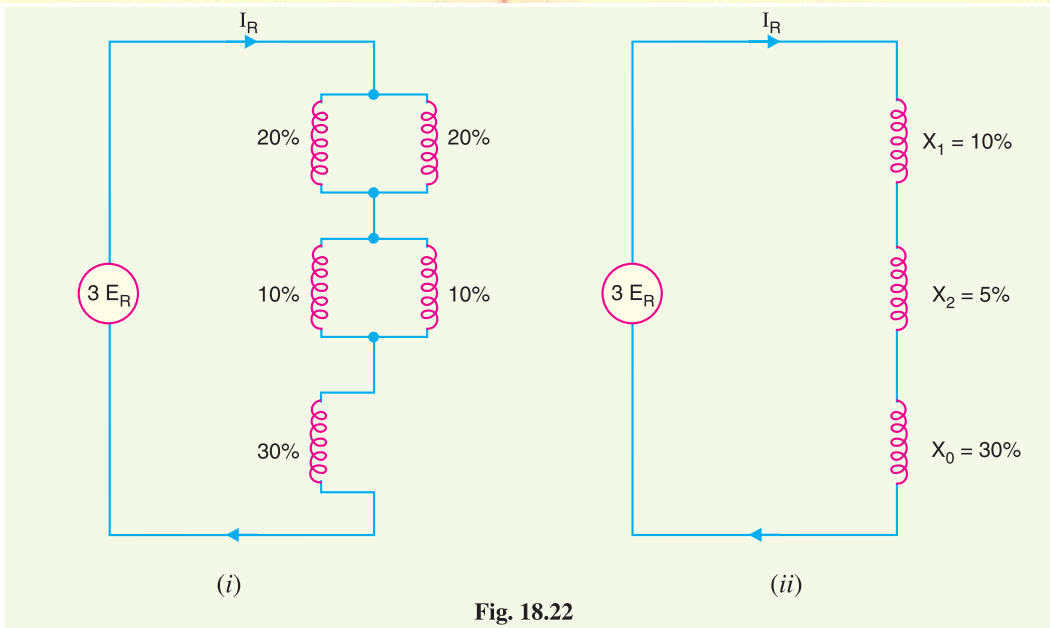 I_R
20%
20%
3 E_R
10%
10%
30%
(i)
I_R
X_1 = 10%
3 E_R
X_2 = 5%
X_0 = 30%
(ii)
Fig. 18.22